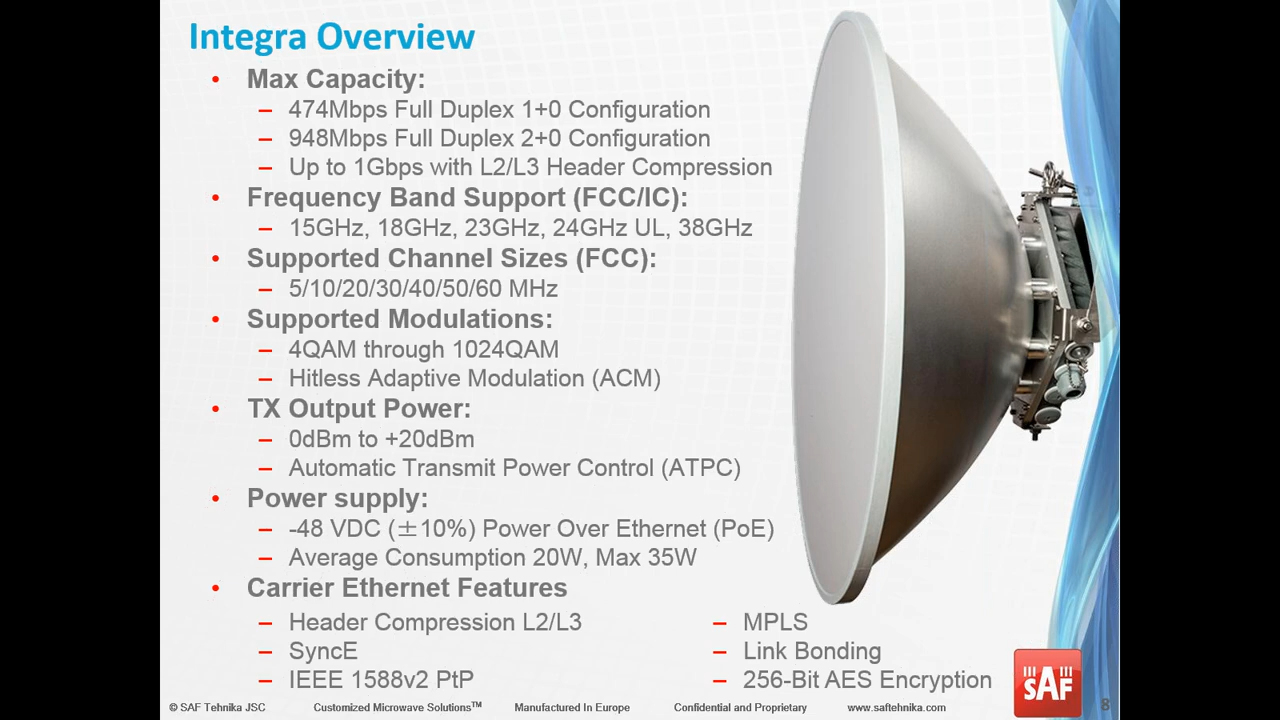 Integra Overview
• Max Capacity:
– 474Mbps Full Duplex 1+0 Configuration
– 948Mbps Full Duplex 2+0 Configuration
– Up to 1Gbps with L2/L3 Header Compression
• Frequency Band Support (FCC/IC):
– 15GHz, 18GHz, 23GHz, 24GHz UL, 38GHz
• Supported Channel Sizes (FCC):
– 5/10/20/30/40/50/60 MHz
• Supported Modulations:
– 4QAM through 1024QAM
– Hitless Adaptive Modulation (ACM)
• TX Output Power:
– 0dBm to +20dBm
– Automatic Transmit Power Control (ATPC)
• Power supply:
– -48 VDC (±10%) Power Over Ethernet (PoE)
– Average Consumption 20W, Max 35W
• Carrier Ethernet Features
– Header Compression L2/L3
– SyncE
– IEEE 1588v2 PtP
– MPLS
– Link Bonding
– 256-Bit AES Encryption
SAF
© SAF Tehnika JSC Customized Microwave Solutions™ Manufactured In Europe Confidential and Proprietary www.saftehnika.com 8